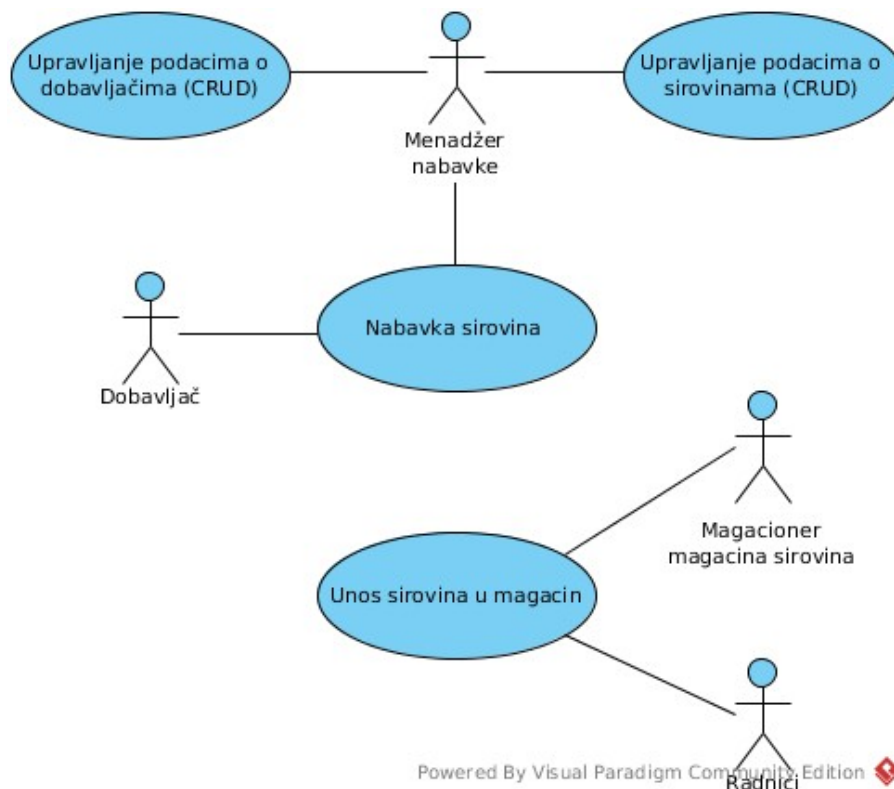 Upravljanje podacima o
dobavljačima (CRUD)
Upravljanje podacima o
sirovinama (CRUD)
Menadžer
nabavke
Nabavka sirovina
Dobavljač
Magacioner
magacina sirovina
Unos sirovina u magacin
Powered By Visual Paradigm Community Edition
Radnici